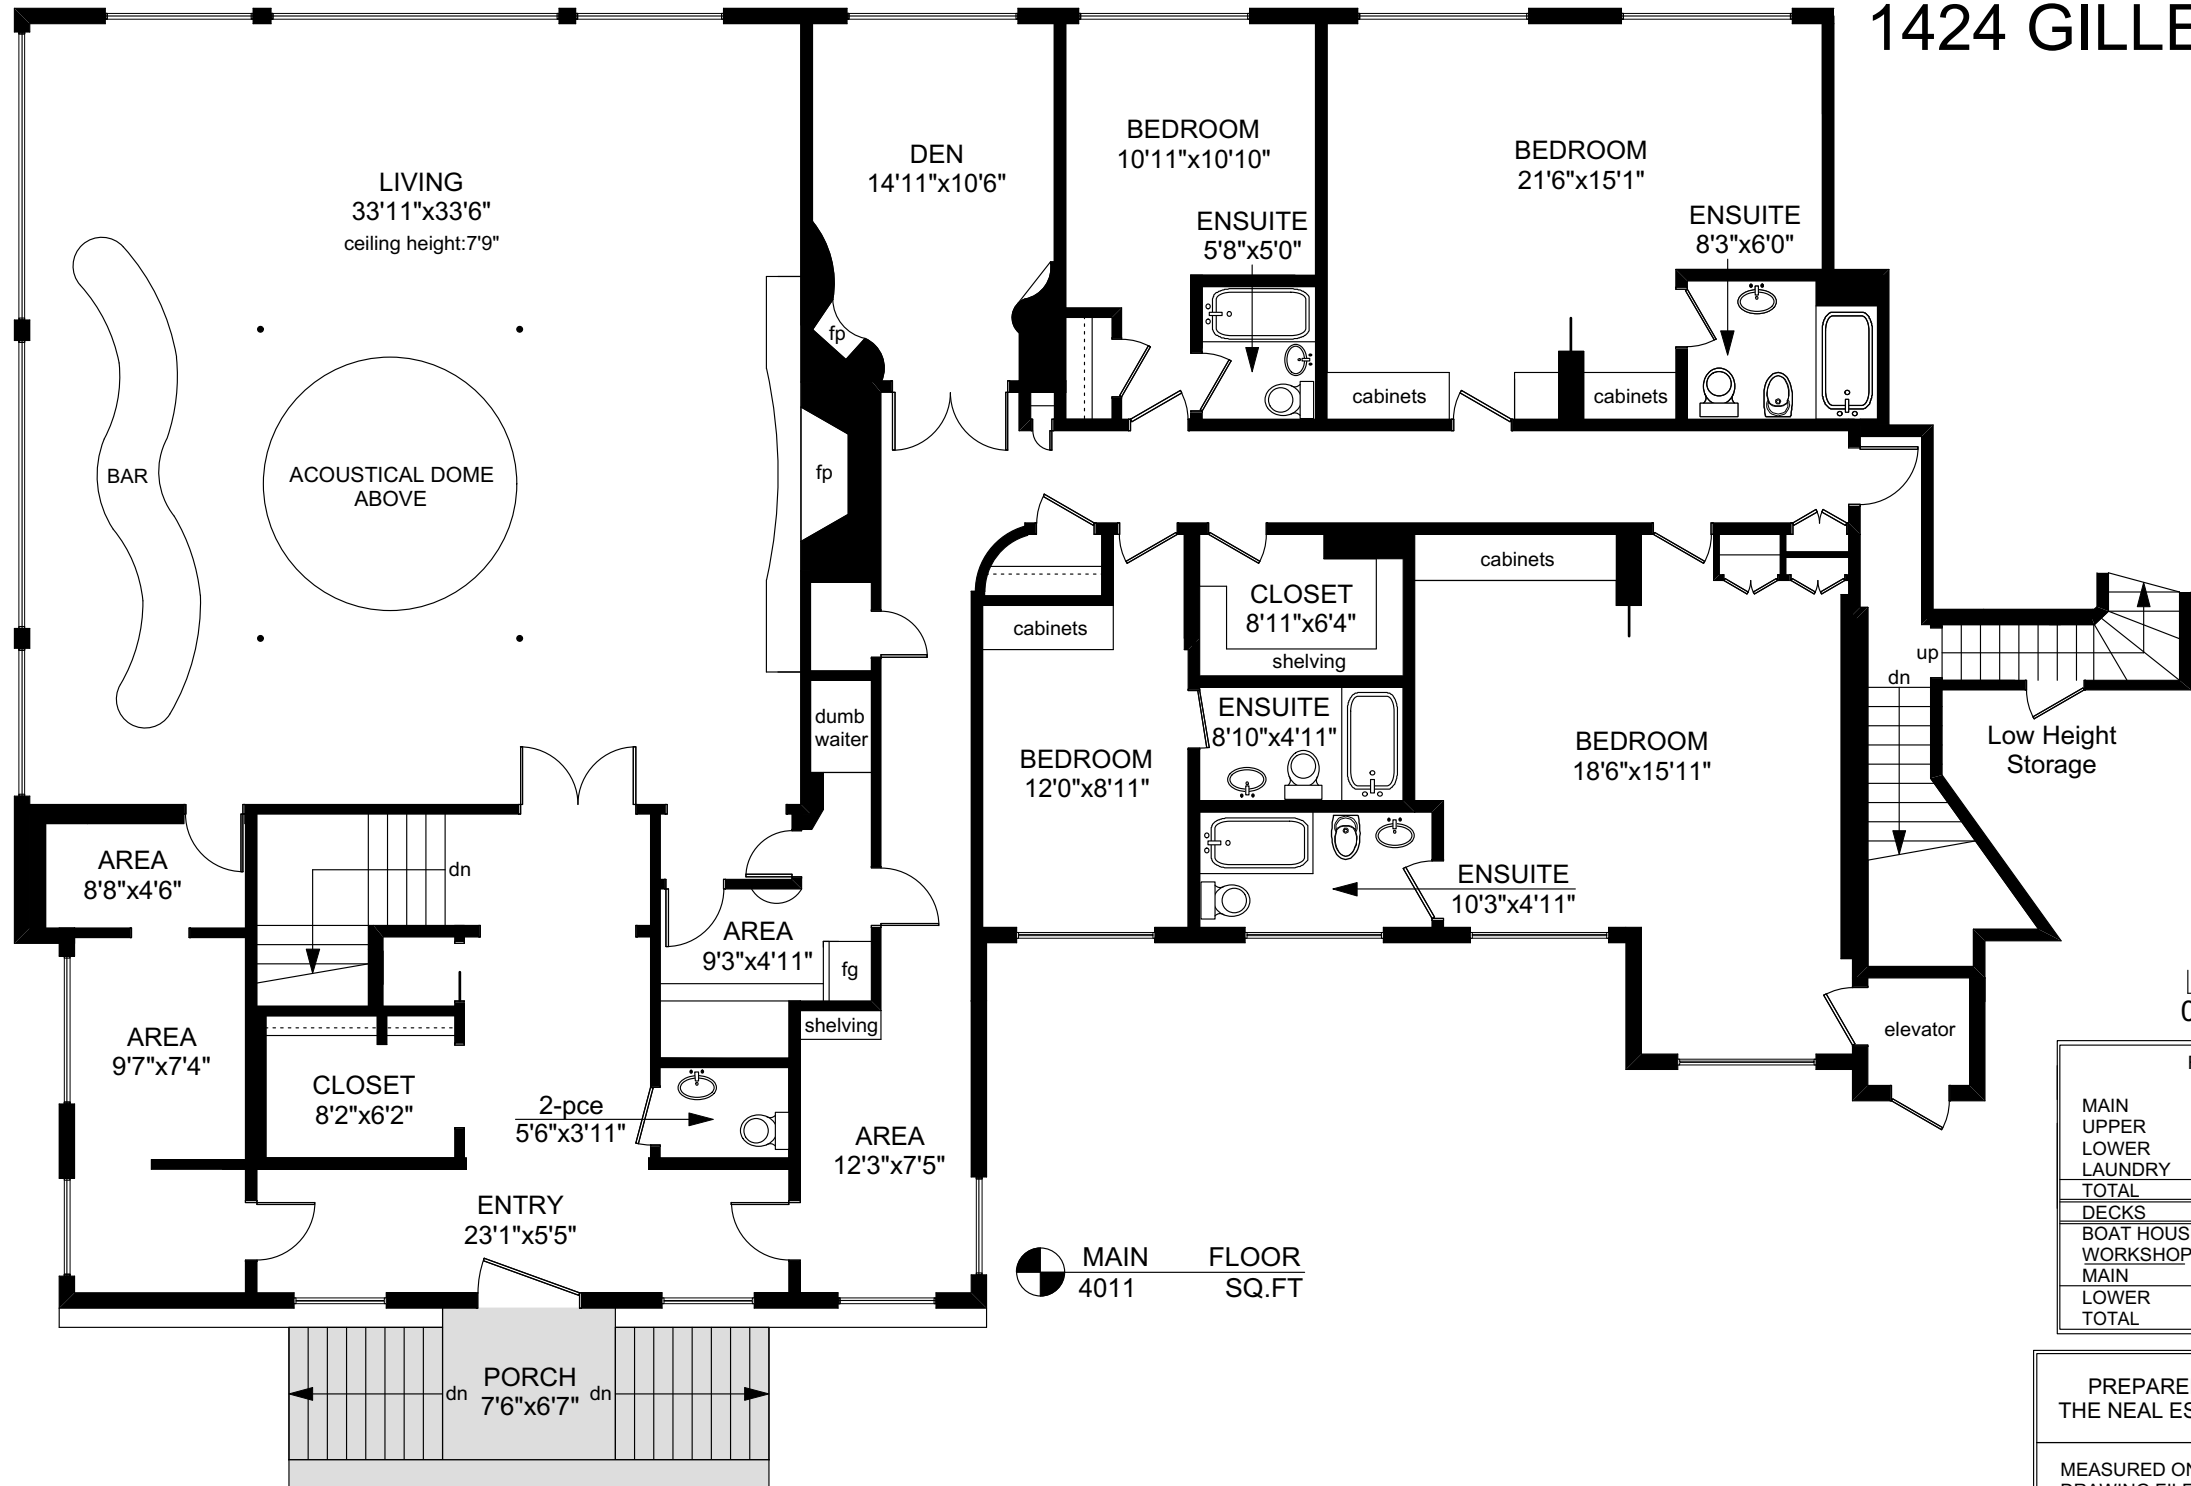 1424 GILLE
LIVING
33'11"x33'6"
ceiling height:7'9"
DEN
14'11"x10'6"
BEDROOM
10'11"x10'10"
ENSUITE
5'8"x5'0"
BEDROOM
21'6"x15'1"
ENSUITE
8'3"x6'0"
fp
cabinets
cabinets
BAR
ACOUSTICAL DOME
ABOVE
fp
cabinets
CLOSET
8'11"x6'4"
shelving
cabinets
up
dn
dumb
waiter
ENSUITE
8'10"x4'11"
BEDROOM
12'0"x8'11"
BEDROOM
18'6"x15'11"
Low Height
Storage
AREA
8'8"x4'6"
dn
ENSUITE
10'3"x4'11"
AREA
9'3"x4'11"
fg
shelving
elevator
AREA
9'7"x7'4"
CLOSET
8'2"x6'2"
2-pce
5'6"x3'11"
AREA
12'3"x7'5"
ENTRY
23'1"x5'5"
MAIN FLOOR
4011 SQ.FT
PORCH
7'6"x6'7"
dn
dn
MAIN
UPPER
LOWER
LAUNDRY
TOTAL
DECKS
BOAT HOUS
WORKSHOP
MAIN
LOWER
TOTAL
PREPARE
THE NEAL ES
MEASURED ON